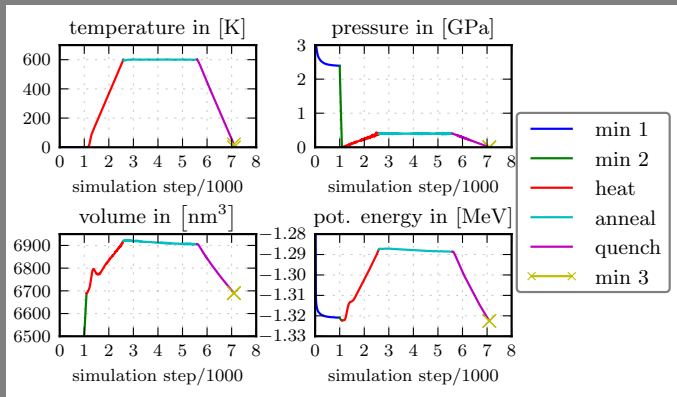 temperature in [K]
600
400
200
0
0 1 2 3 4 5 6 7 8
simulation step/1000
pressure in [GPa]
3
2
1
0
0 1 2 3 4 5 6 7 8
simulation step/1000
volume in [nm³]
6900
6800
6700
6600
6500
0 1 2 3 4 5 6 7 8
simulation step/1000
pot. energy in [MeV]
−1.28
−1.29
−1.30
−1.31
−1.32
−1.33
0 1 2 3 4 5 6 7 8
simulation step/1000
min 1
min 2
heat
anneal
quench
min 3